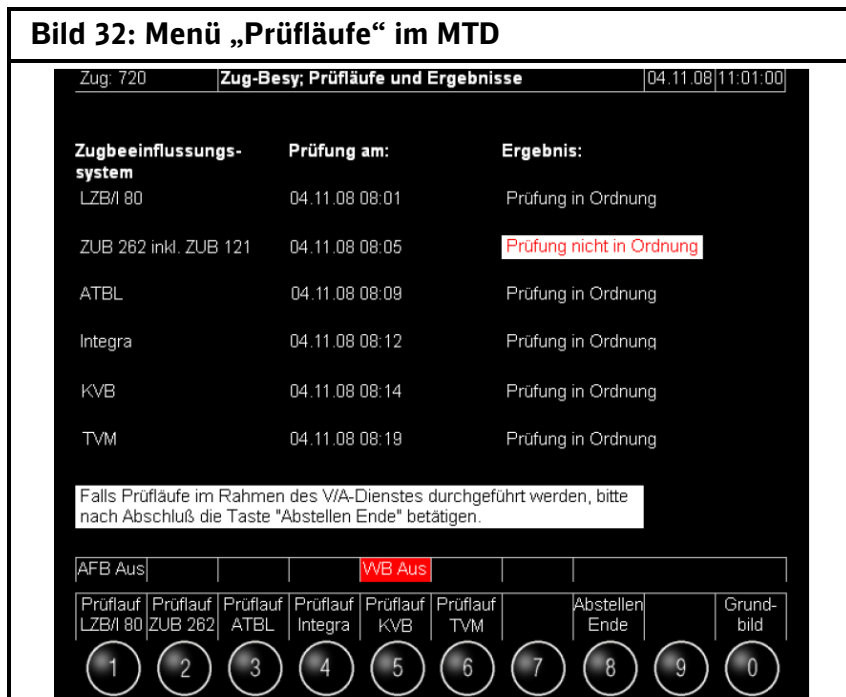 Bild 32: Menü „Prüfläufe“ im MTD
Zug: 720 Zug-Besy; Prüfläufe und Ergebnisse 04.11.08 11:01:00
Zugbeeinflussungs- Prüfung am: Ergebnis:
system
LZB/I 80 04.11.08 08:01 Prüfung in Ordnung
ZUB 262 inkl. ZUB 121 04.11.08 08:05 Prüfung nicht in Ordnung
ATBL 04.11.08 08:09 Prüfung in Ordnung
Integra 04.11.08 08:12 Prüfung in Ordnung
KVB 04.11.08 08:14 Prüfung in Ordnung
TVM 04.11.08 08:19 Prüfung in Ordnung
Falls Prüfläufe im Rahmen des V/A-Dienstes durchgeführt werden, bitte
nach Abschluß die Taste "Abstellen Ende" betätigen.
AFB Aus WB Aus
Prüflauf Prüflauf Prüflauf Prüflauf Prüflauf Prüflauf Abstellen Grund-
LZB/I 80 ZUB 262 ATBL Integra KVB TVM Ende bild
1 2 3 4 5 6 7 8 9 0